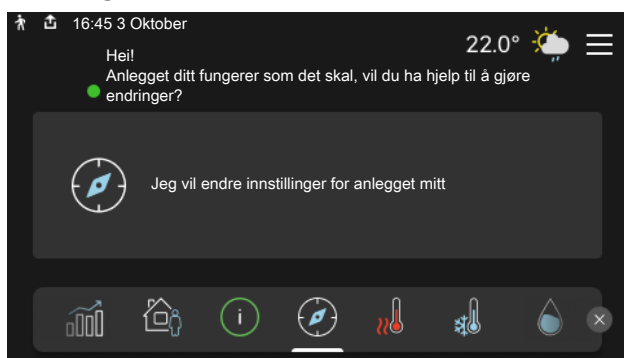 16:45 3 Oktober
22.0°
Hei!
Anlegget ditt fungerer som det skal, vil du ha hjelp til å gjøre
endringer?
Jeg vil endre innstillinger for anlegget mitt
i